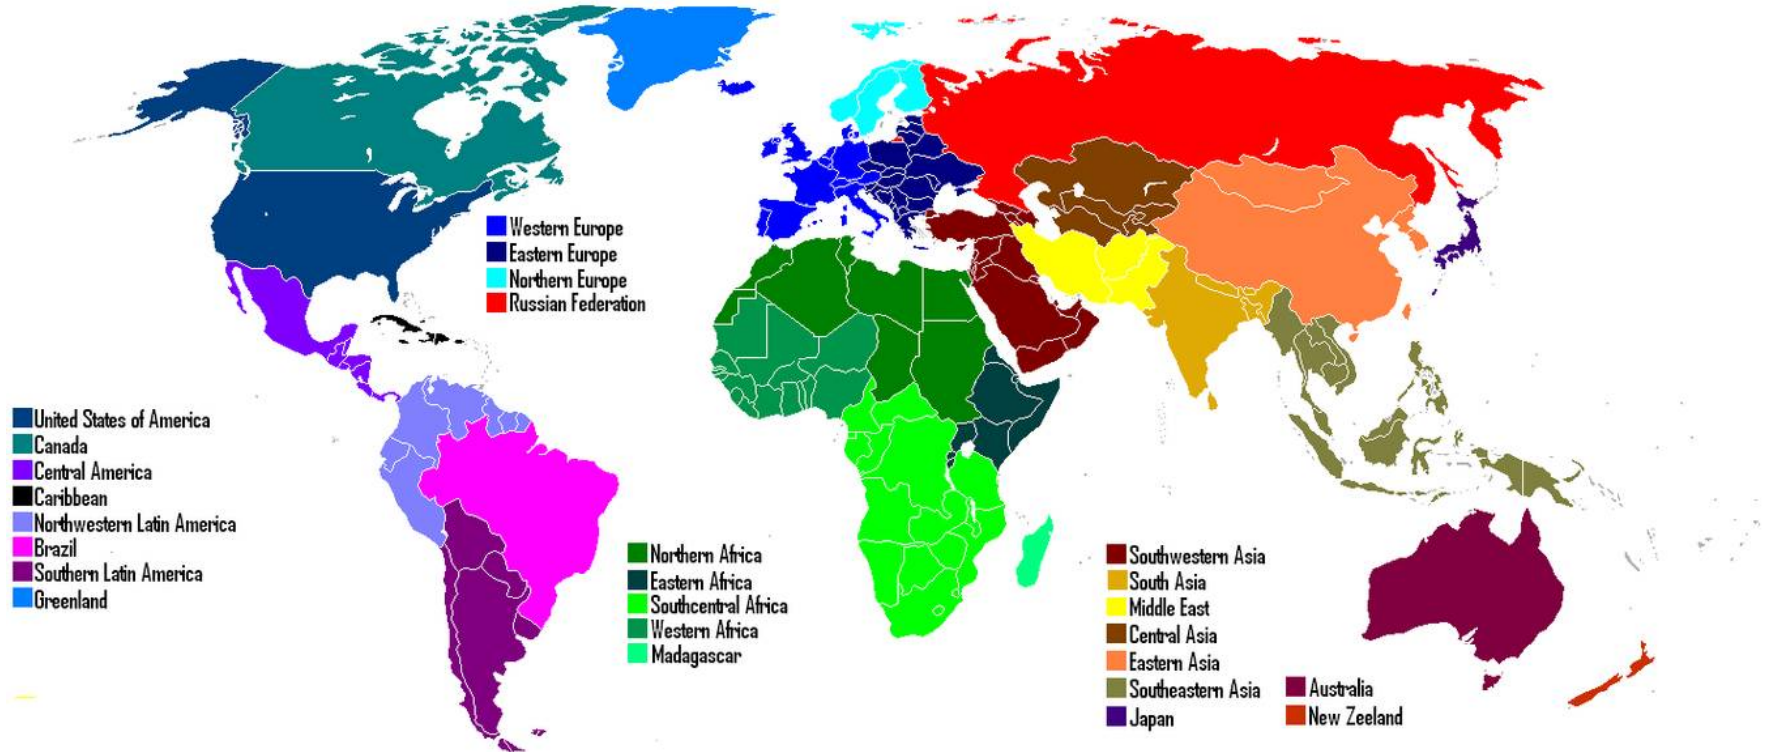 Western Europe
Eastern Europe
Northern Europe
Russian Federation
United States of America
Canada
Central America
Caribbean
Northwestern Latin America
Brazil
Southern Latin America
Greenland
Northern Africa
Eastern Africa
Southcentral Africa
Western Africa
Madagascar
Southwestern Asia
South Asia
Middle East
Central Asia
Eastern Asia
Southeastern Asia
Japan
Australia
New Zeeland